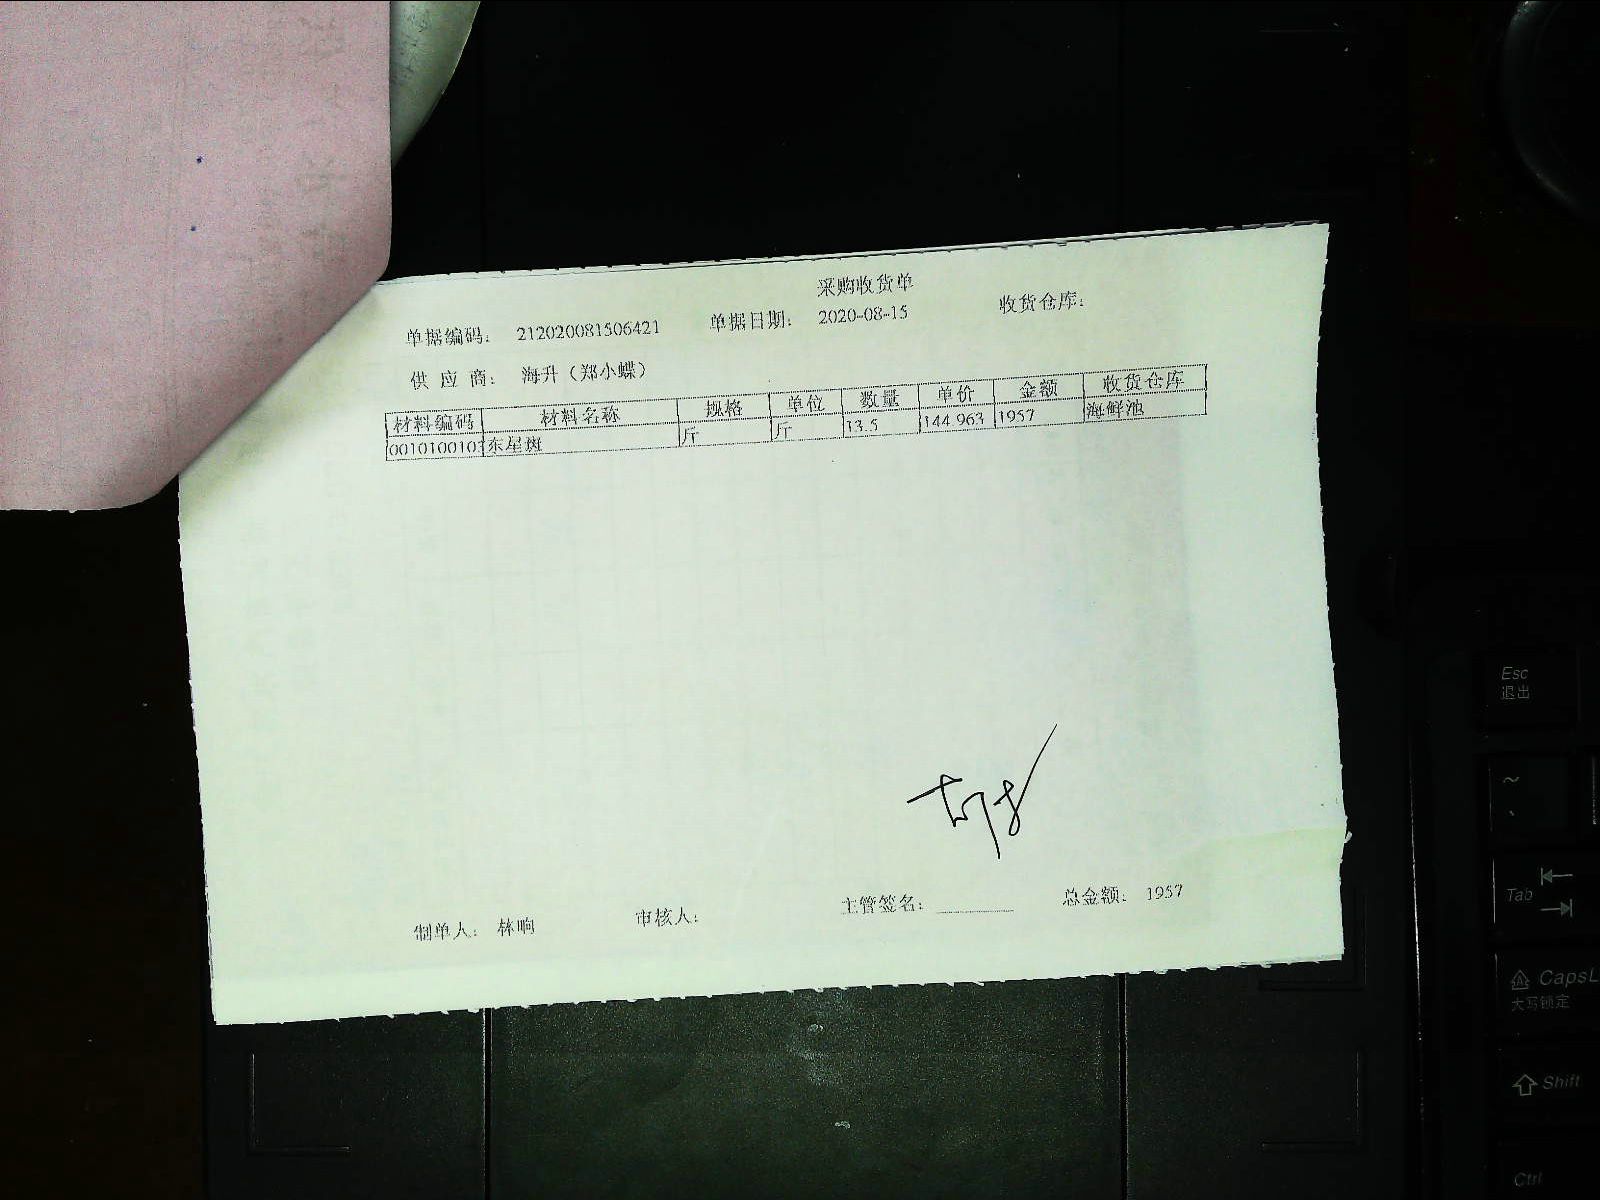 采购收货单
单据编码: 212020081506421 单据日期: 2020-08-15 收货仓库:
供 应 商: 海升（郑小蝶）
材料编码 材料名称 规格 单位 数量 单价 金额 收货仓库
0010100103 东星斑 斤 斤 13.5 144.963 1957 海鲜池
制单人: 林响 审核人: 主管签名: 总金额: 1957
Esc
退出
~
Tab
CapsL
大写锁定
Shift
Ctrl